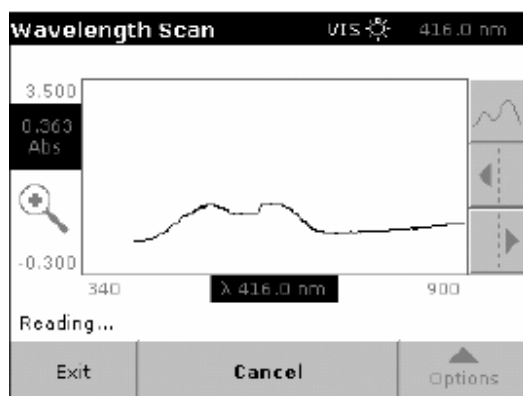 Wavelength Scan VIS 416.0 nm
3.500
0.363
Abs
-0.300
340 λ 416.0 nm 900
Reading...
Exit Cancel Options